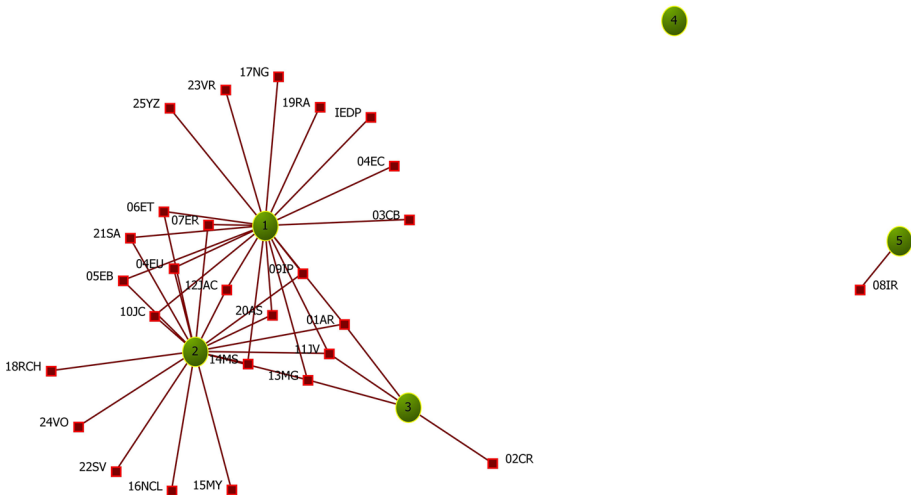 4
17NG
23VR
25YZ
19RA
IEDP
04EC
06ET
07ER
03CB
1
21SA
5
04EU
09IP
05EB
12JAC
08IR
10JC
20AS
01AR
2
11JV
14MS
18RCH
13MG
3
24VO
02CR
22SV
16NCL
15MY